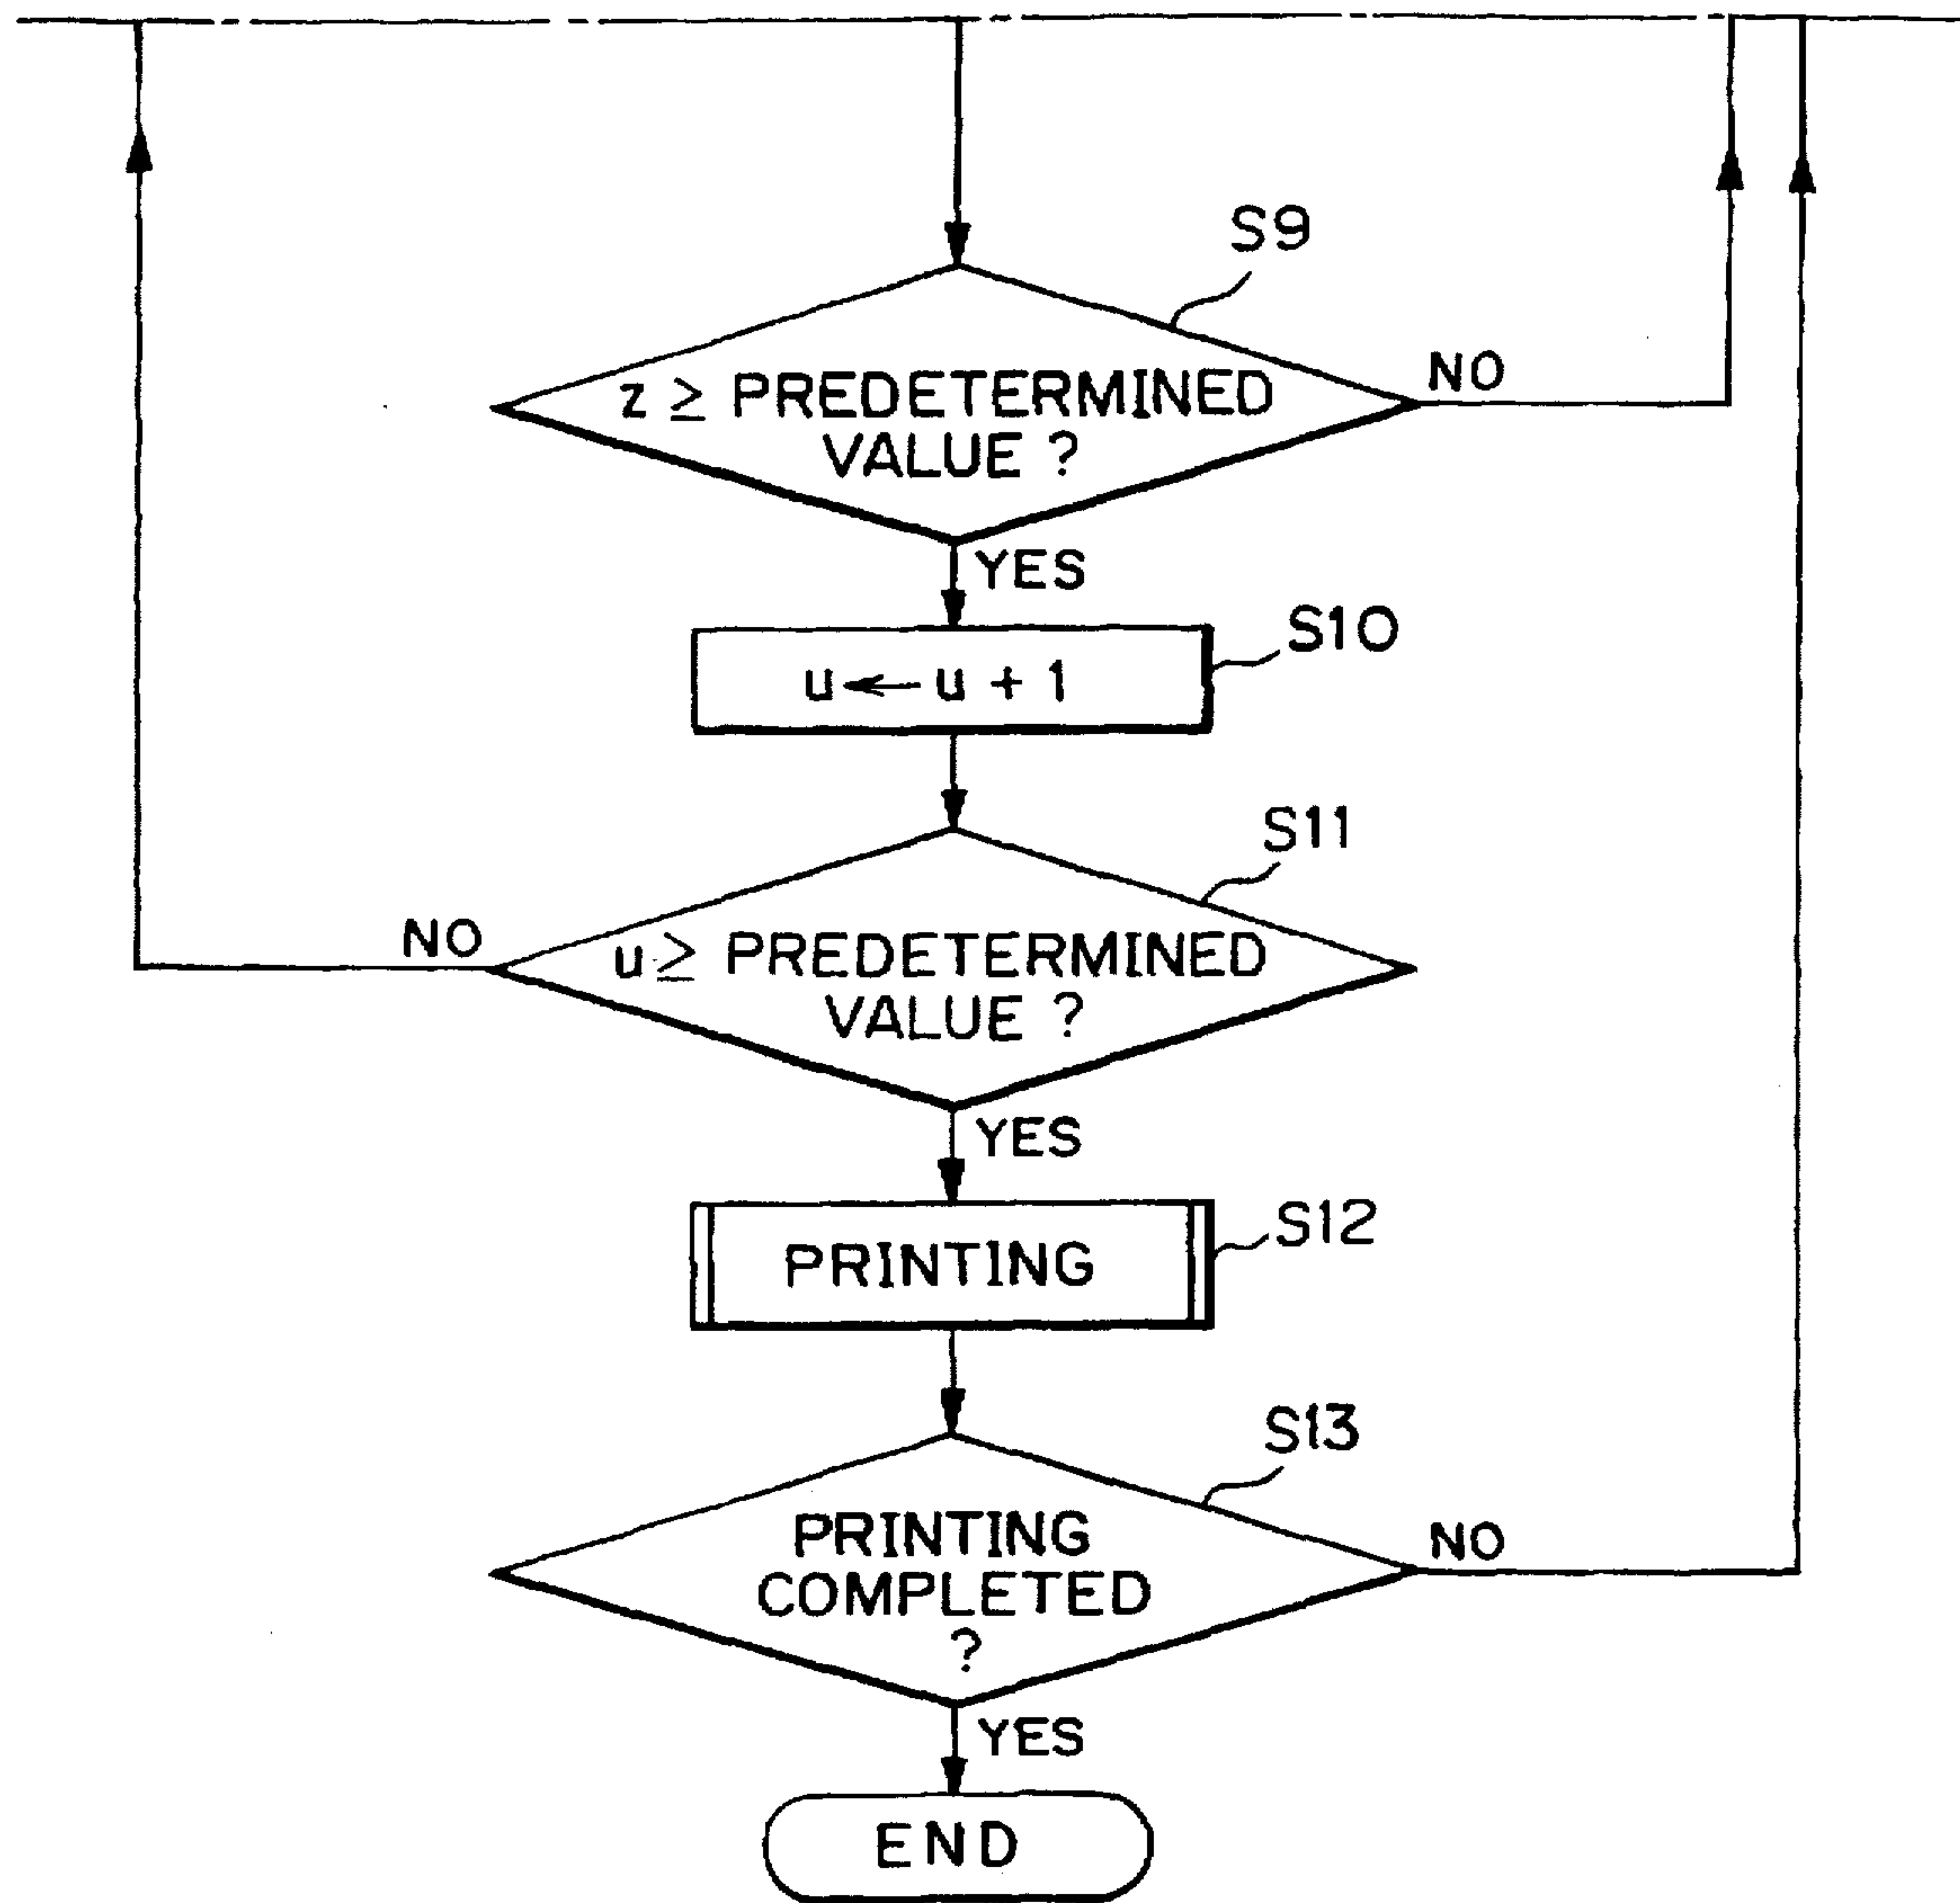 S9
z ≥ PREDETERMINED
VALUE ?
NO
YES
S10
u ← u + 1
S11
NO
u ≥ PREDETERMINED
VALUE ?
YES
S12
PRINTING
S13
PRINTING
COMPLETED
?
NO
YES
END